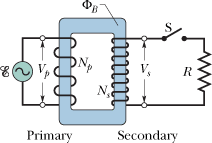 Φ_B
S
ℰ
V_p
N_p
N_s
V_s
R
Primary
Secondary